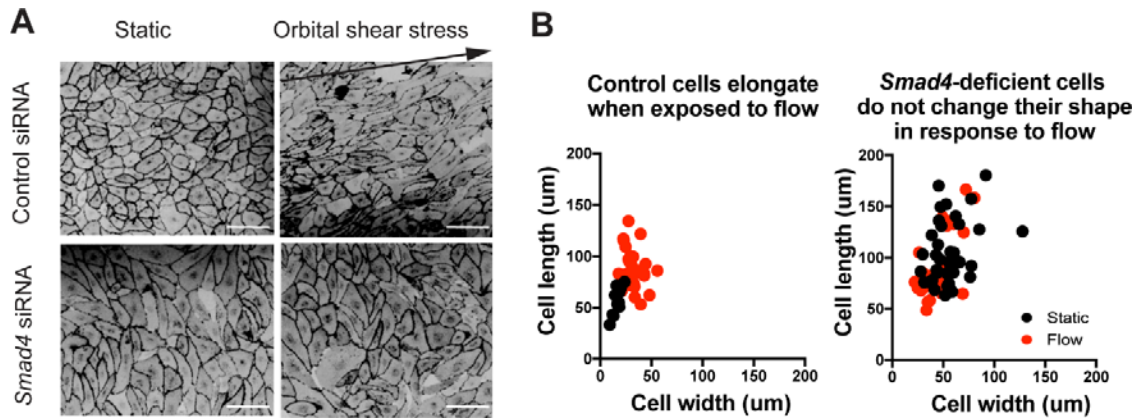 A
Static
Orbital shear stress
Control siRNA
Smad4 siRNA
B
Control cells elongate
when exposed to flow
Cell length (um)
200
150
100
50
0
0 50 100 150 200
Cell width (um)
Smad4-deficient cells
do not change their shape
in response to flow
Cell length (um)
200
150
100
50
0
Static
Flow
0 50 100 150 200
Cell width (um)